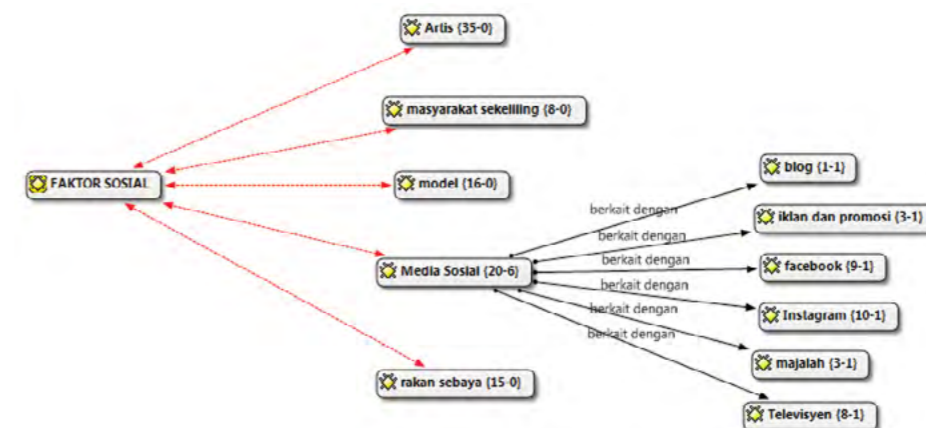 Artis {35-0}
masyarakat sekeliling {8-0}
FAKTOR SOSIAL
model {16-0}
Media Sosial {20-6}
rakan sebaya {15-0}
berkait dengan
berkait dengan
berkait dengan
berkait dengan
berkait dengan
berkait dengan
blog {1-1}
iklan dan promosi {3-1}
facebook {9-1}
Instagram {10-1}
majalah {3-1}
Televisyen {8-1}